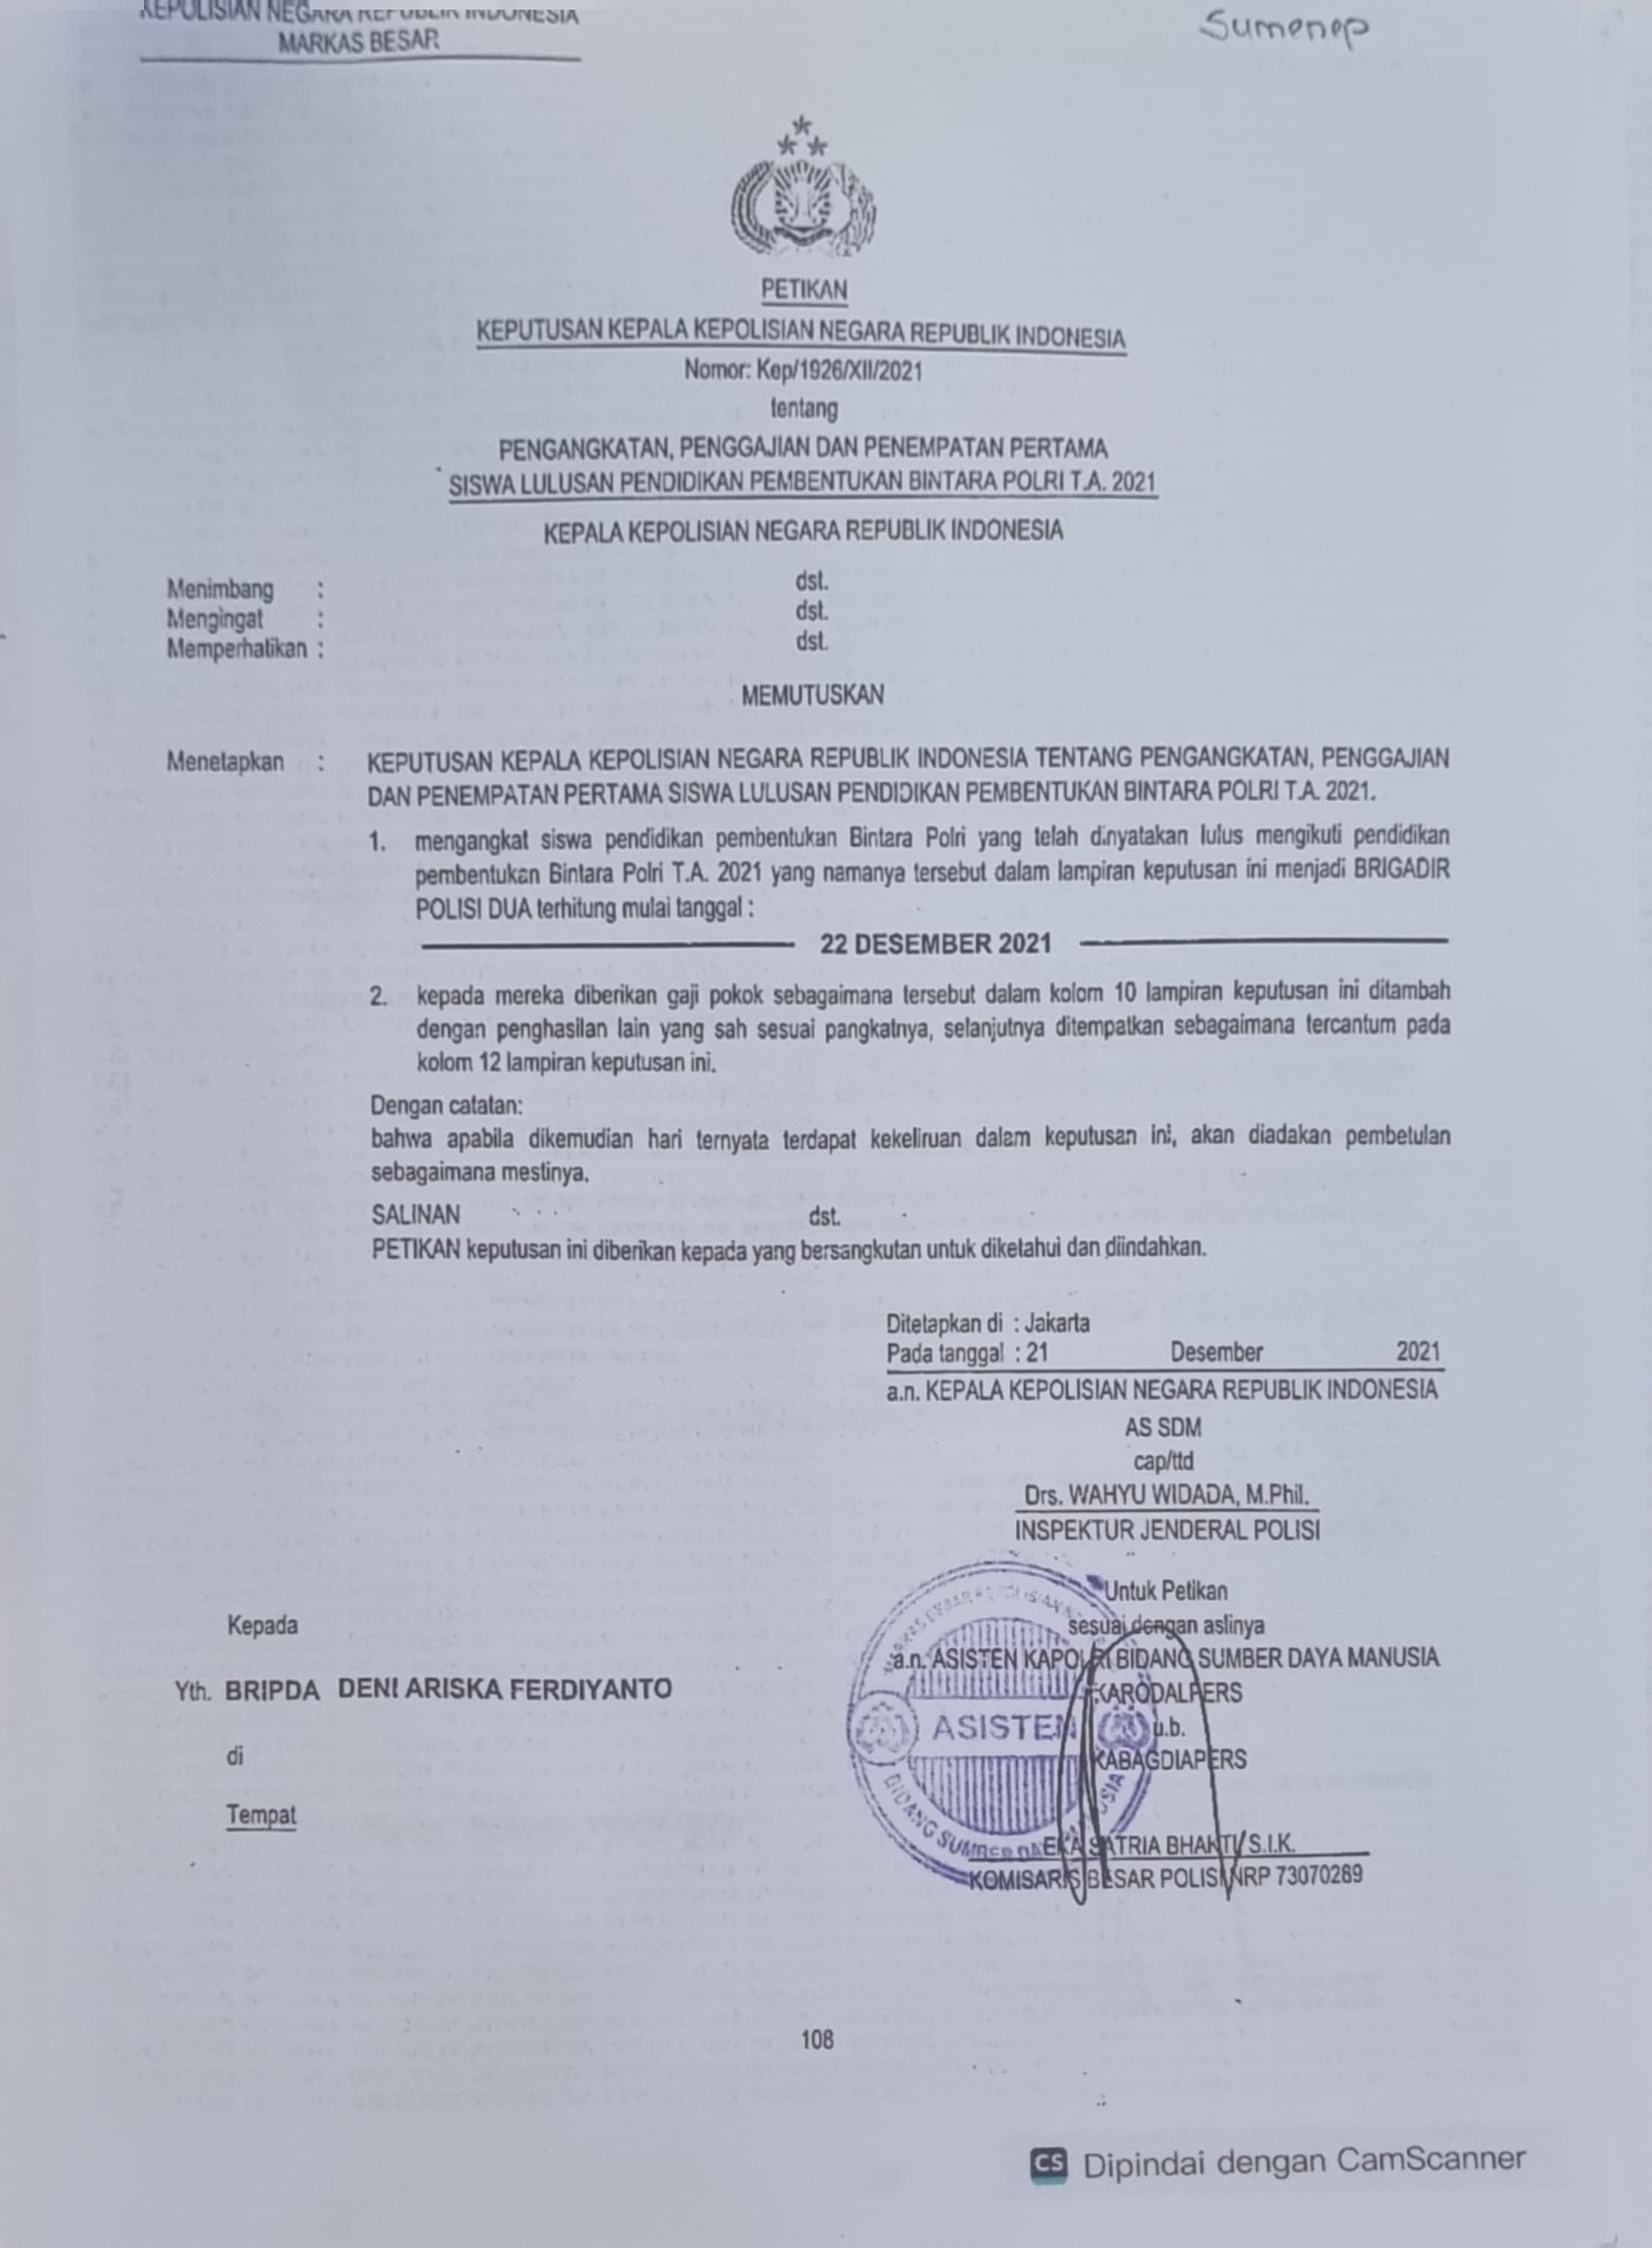 KEPOLISIAN NEGARA REPUBLIK INDONESIA
MARKAS BESAR
Sumenep
PETIKAN
KEPUTUSAN KEPALA KEPOLISIAN NEGARA REPUBLIK INDONESIA
Nomor: Kep/1926/XII/2021
tentang
PENGANGKATAN, PENGGAJIAN DAN PENEMPATAN PERTAMA
SISWA LULUSAN PENDIDIKAN PEMBENTUKAN BINTARA POLRI T.A. 2021
KEPALA KEPOLISIAN NEGARA REPUBLIK INDONESIA
Menimbang : dst.
Mengingat : dst.
Memperhatikan : dst.
MEMUTUSKAN
Menetapkan : KEPUTUSAN KEPALA KEPOLISIAN NEGARA REPUBLIK INDONESIA TENTANG PENGANGKATAN, PENGGAJIAN
DAN PENEMPATAN PERTAMA SISWA LULUSAN PENDIDIKAN PEMBENTUKAN BINTARA POLRI T.A. 2021.
1. mengangkat siswa pendidikan pembentukan Bintara Polri yang telah dinyatakan lulus mengikuti pendidikan
pembentukan Bintara Polri T.A. 2021 yang namanya tersebut dalam lampiran keputusan ini menjadi BRIGADIR
POLISI DUA terhitung mulai tanggal :
22 DESEMBER 2021
2. kepada mereka diberikan gaji pokok sebagaimana tersebut dalam kolom 10 lampiran keputusan ini ditambah
dengan penghasilan lain yang sah sesuai pangkatnya, selanjutnya ditempatkan sebagaimana tercantum pada
kolom 12 lampiran keputusan ini.
Dengan catatan:
bahwa apabila dikemudian hari ternyata terdapat kekeliruan dalam keputusan ini, akan diadakan pembetulan
sebagaimana mestinya.
SALINAN dst.
PETIKAN keputusan ini diberikan kepada yang bersangkutan untuk diketahui dan diindahkan.
Ditetapkan di : Jakarta
Pada tanggal : 21 Desember 2021
a.n. KEPALA KEPOLISIAN NEGARA REPUBLIK INDONESIA
AS SDM
cap/ttd
Drs. WAHYU WIDADA, M.Phil.
INSPEKTUR JENDERAL POLISI
Untuk Petikan
sesuai dengan aslinya
a.n. ASISTEN KAPOLRI BIDANG SUMBER DAYA MANUSIA
KARODALPERS
u.b.
KABAGDIAPERS
EKA SATRIA BHAKTI, S.I.K.
KOMISARIS BESAR POLISI NRP 73070289
ASISTEN
BIDANG SUMBER
Kepada
Yth. BRIPDA DENI ARISKA FERDIYANTO
di
Tempat
108
CS Dipindai dengan CamScanner